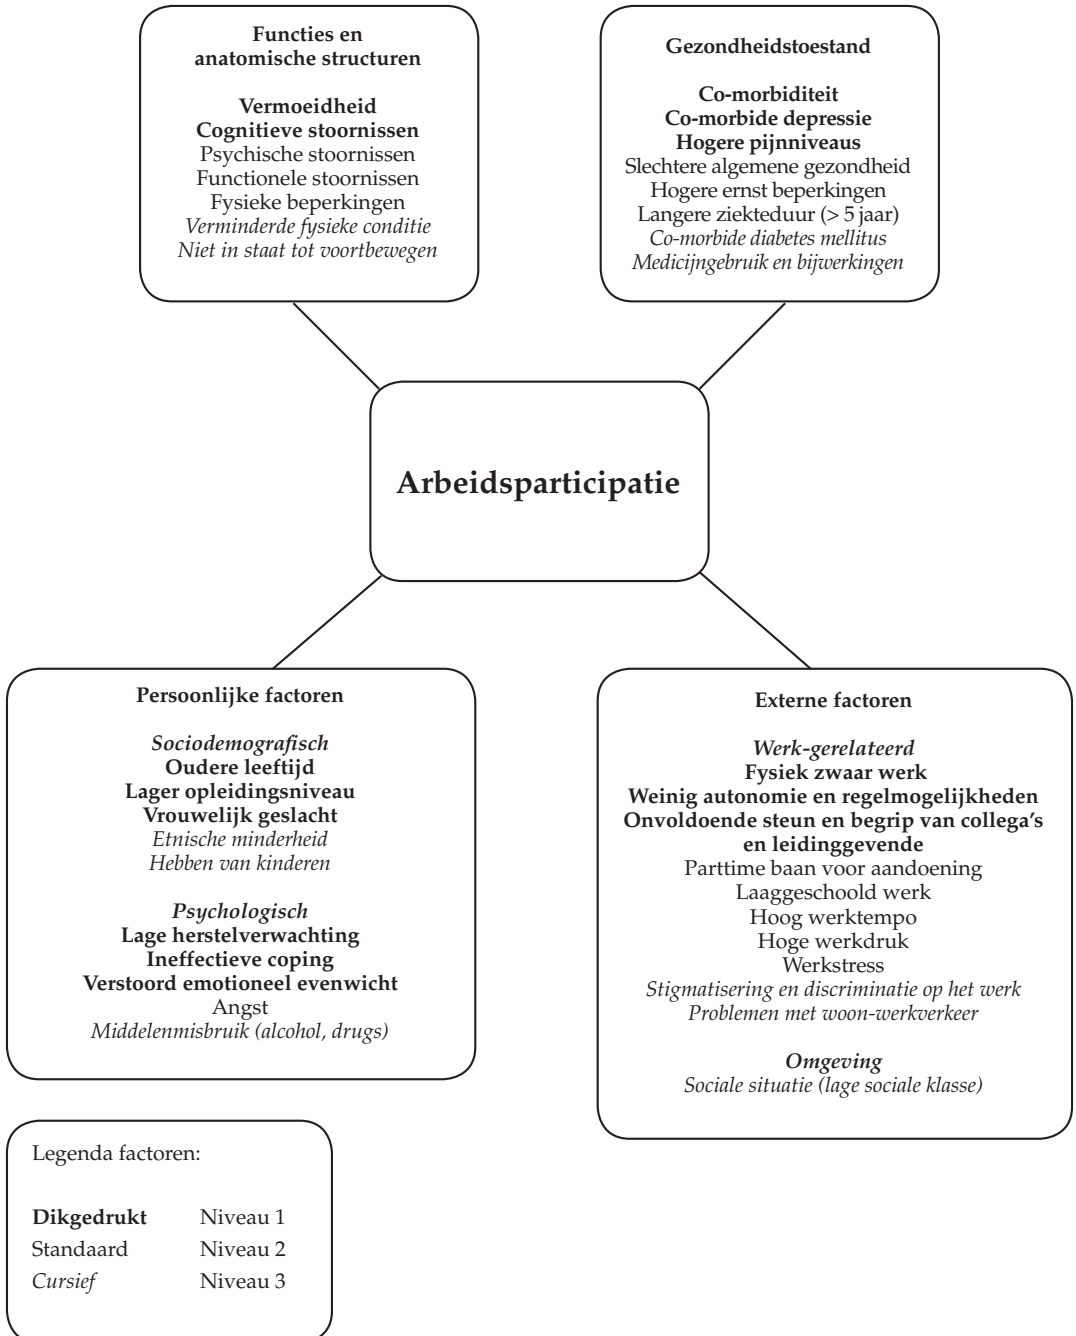 Functies en
anatomische structuren
Vermoeidheid
Cognitieve stoornissen
Psychische stoornissen
Functionele stoornissen
Fysieke beperkingen
Verminderde fysieke conditie
Niet in staat tot voortbewegen
Gezondheidstoestand
Co-morbiditeit
Co-morbide depressie
Hogere pijnniveaus
Slechtere algemene gezondheid
Hogere ernst beperkingen
Langere ziekteduur (> 5 jaar)
Co-morbide diabetes mellitus
Medicijngebruik en bijwerkingen
Arbeidsparticipatie
Persoonlijke factoren
Sociodemografisch
Oudere leeftijd
Lager opleidingsniveau
Vrouwelijk geslacht
Etnische minderheid
Hebben van kinderen
Psychologisch
Lage herstelverwachting
Ineffectieve coping
Verstoord emotioneel evenwicht
Angst
Middelenmisbruik (alcohol, drugs)
Externe factoren
Werk-gerelateerd
Fysiek zwaar werk
Weinig autonomie en regelmogelijkheden
Onvoldoende steun en begrip van collega's
en leidinggevende
Parttime baan voor aandoening
Laaggeschoold werk
Hoog werktempo
Hoge werkdruk
Werkstress
Stigmatisering en discriminatie op het werk
Problemen met woon-werkverkeer
Omgeving
Sociale situatie (lage sociale klasse)
Legenda factoren:
Dikgedrukt Niveau 1
Standaard Niveau 2
Cursief Niveau 3